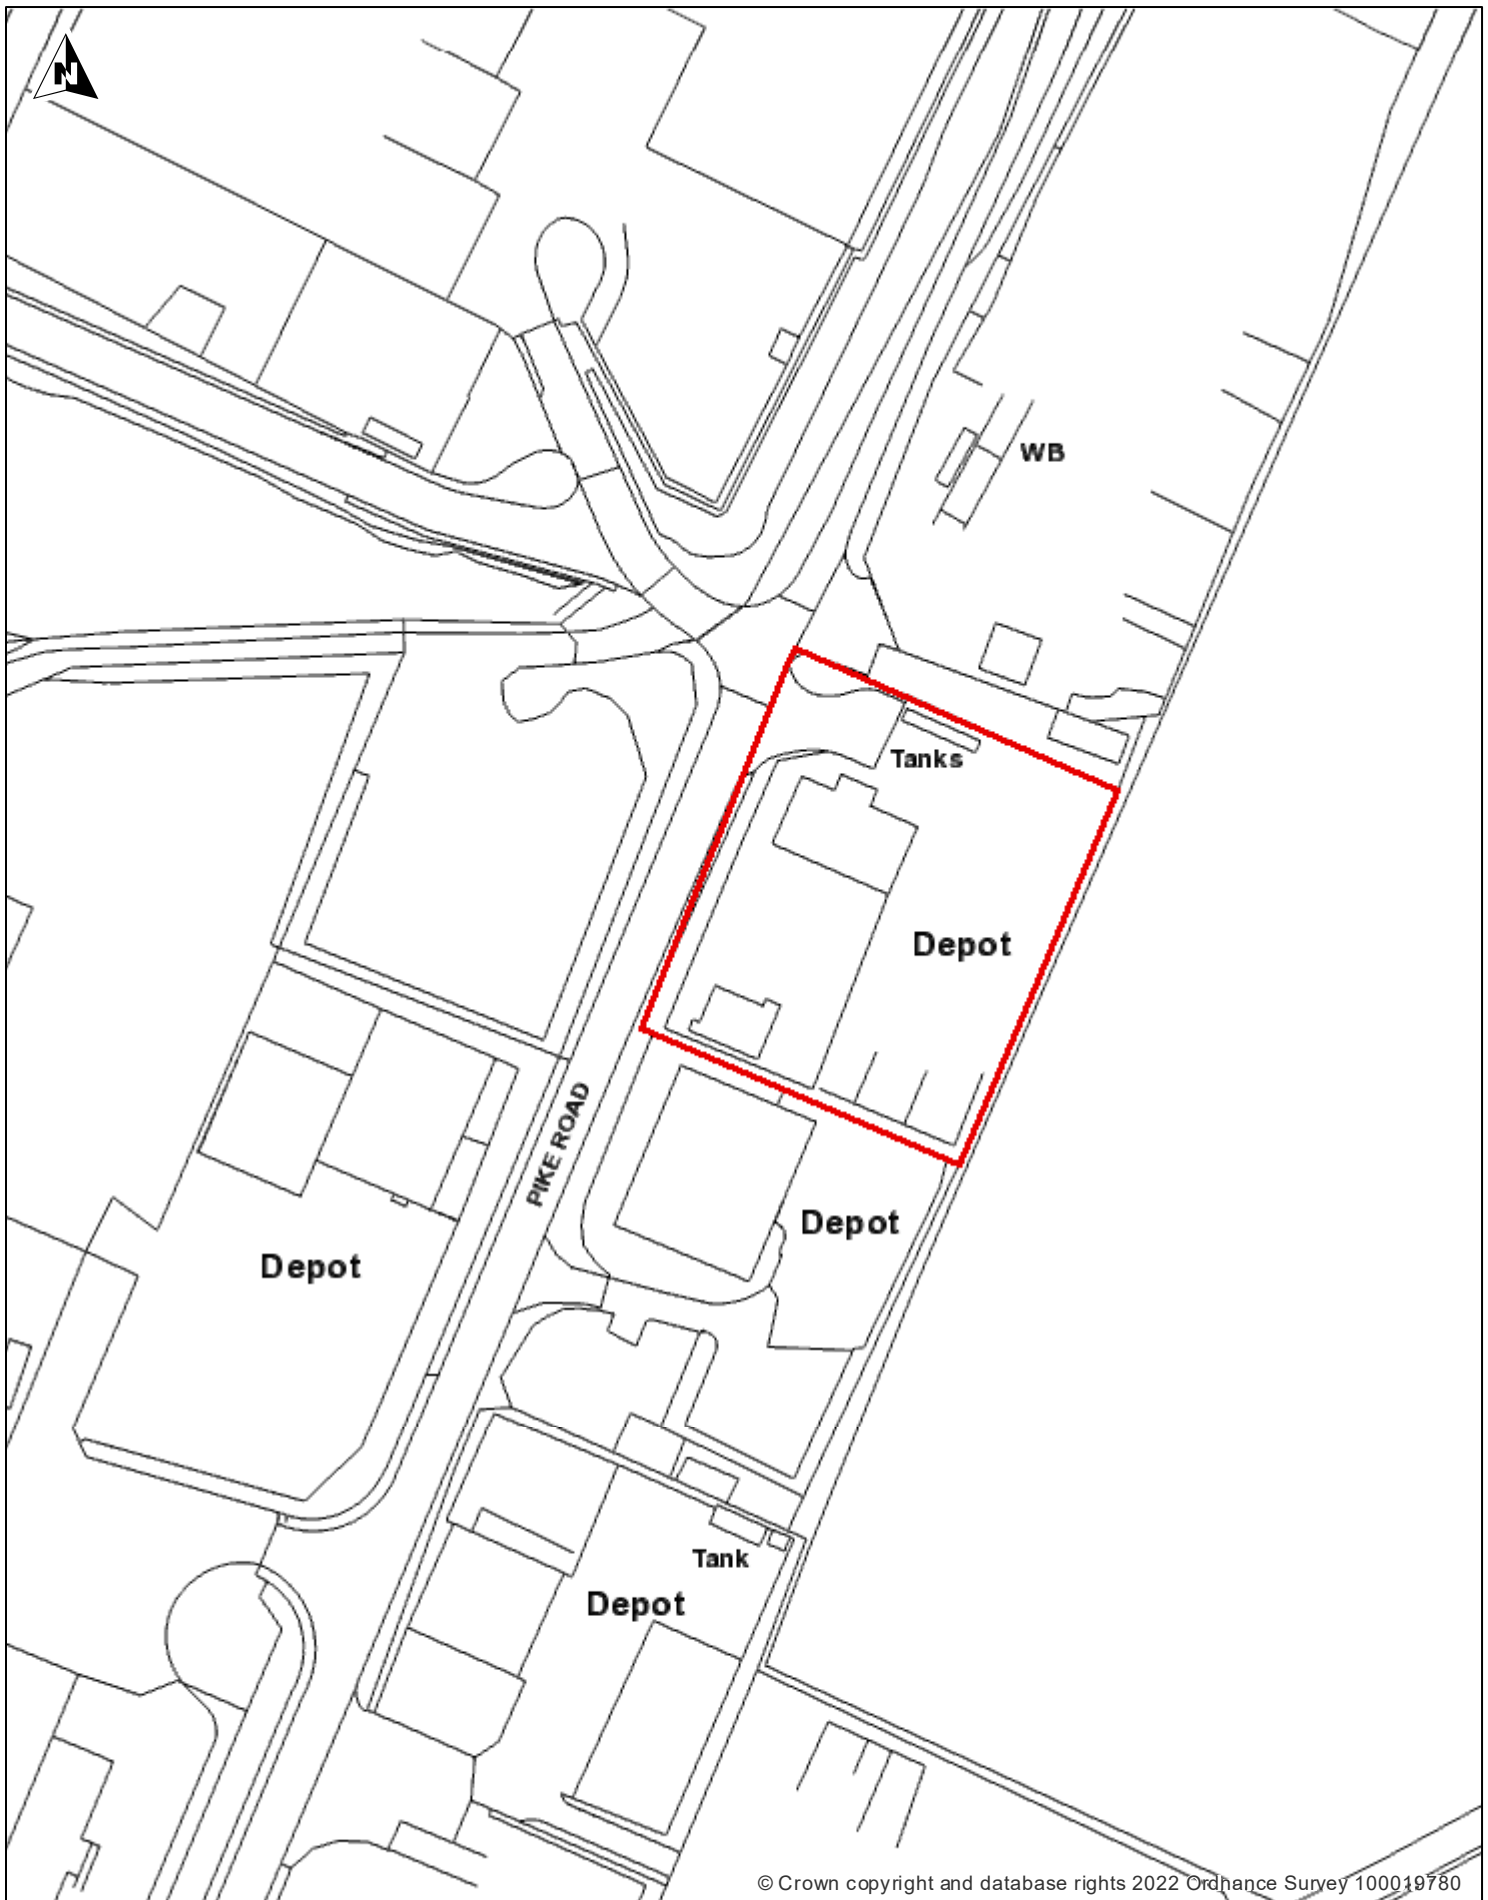 N
WB
Tanks
Depot
PIKE ROAD
Depot
Depot
Tank
Depot
© Crown copyright and database rights 2022 Ordnance Survey 100019780